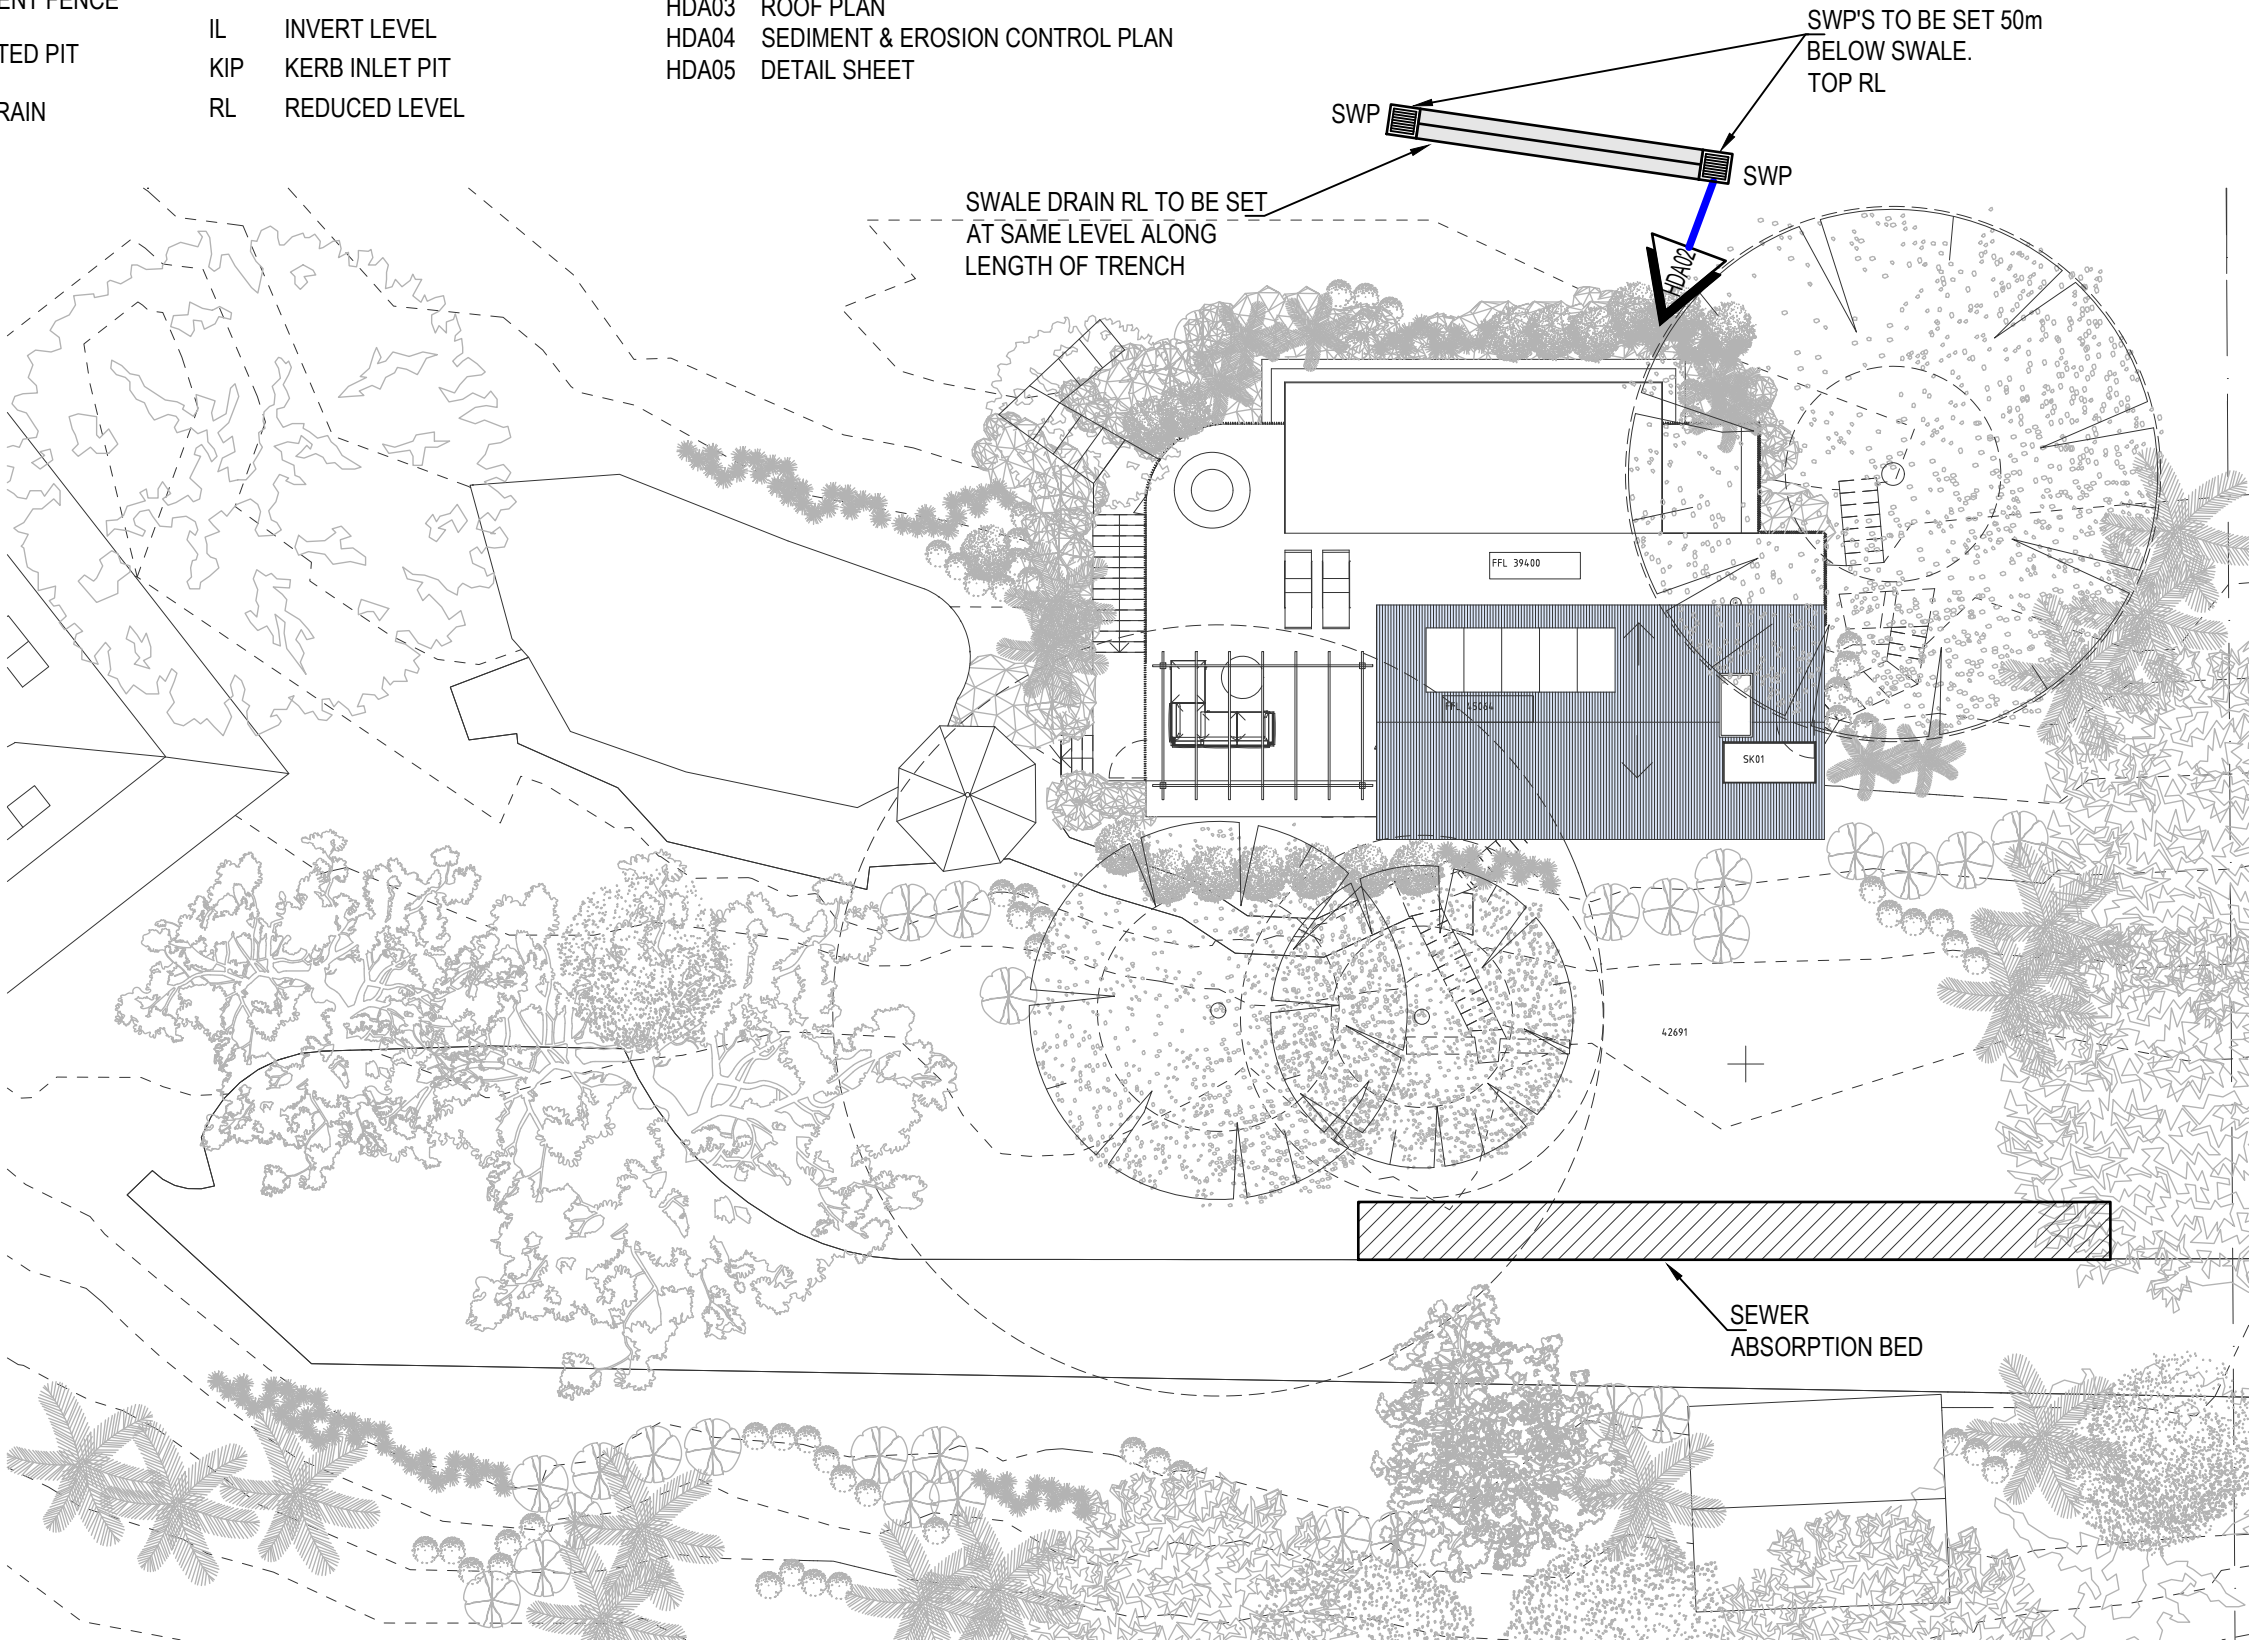 ENT FENCE
TED PIT
RAIN
IL INVERT LEVEL
KIP KERB INLET PIT
RL REDUCED LEVEL
HDA03 ROOF PLAN
HDA04 SEDIMENT & EROSION CONTROL PLAN
HDA05 DETAIL SHEET
SWP'S TO BE SET 50m
BELOW SWALE.
TOP RL
SWP
SWP
SWALE DRAIN RL TO BE SET
AT SAME LEVEL ALONG
LENGTH OF TRENCH
HDA02
FFL 39400
FFL 45064
SK01
42691
SEWER
ABSORPTION BED